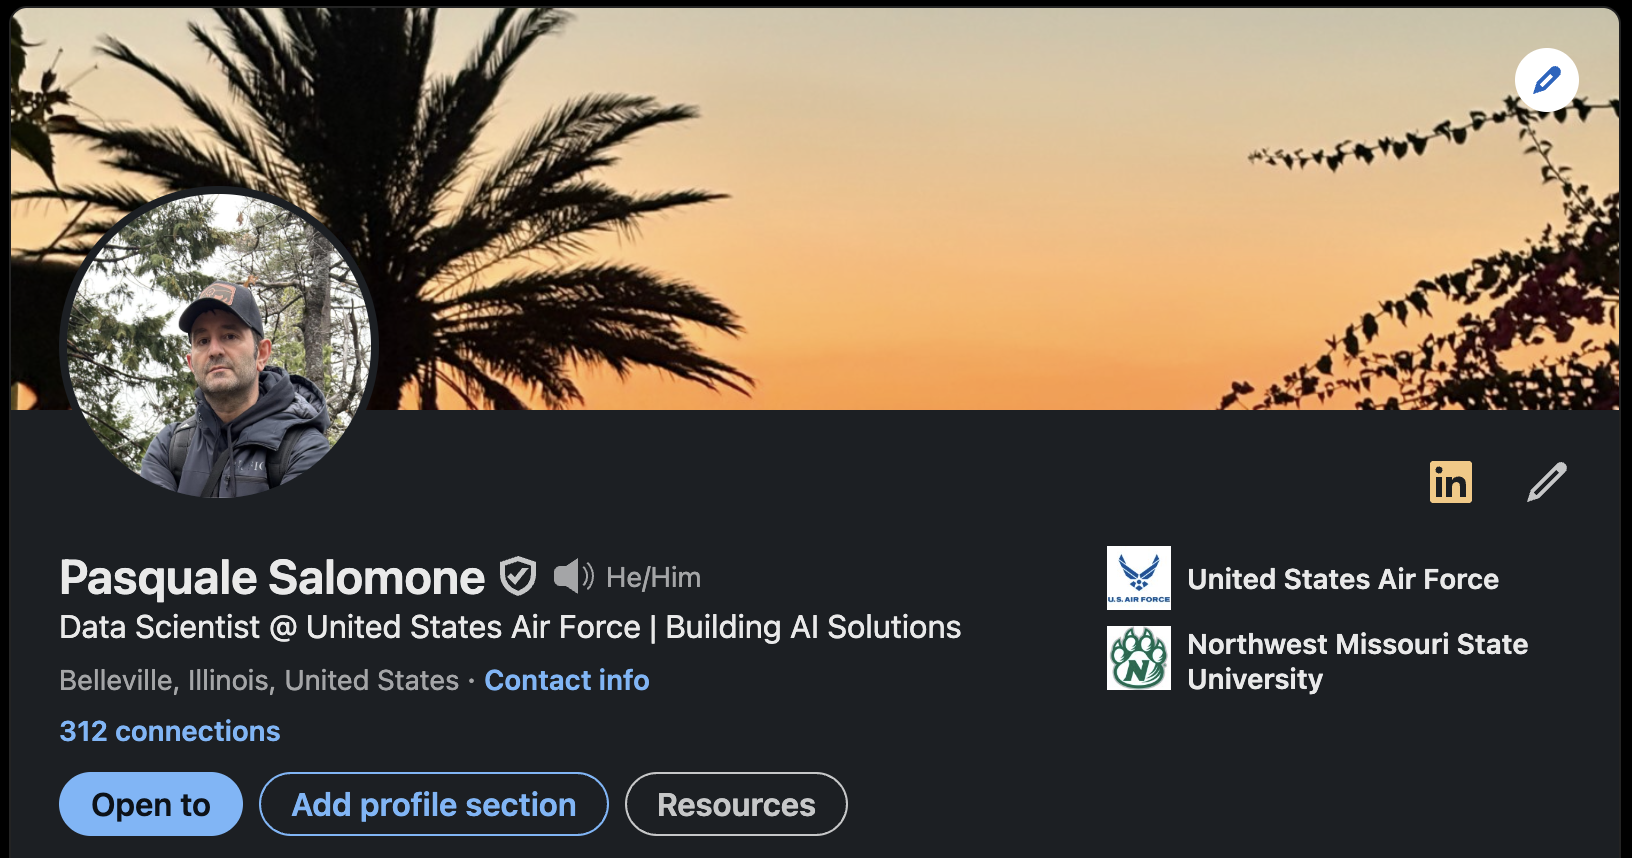 Pasquale Salomone He/Him
Data Scientist @ United States Air Force | Building AI Solutions
Belleville, Illinois, United States · Contact info
312 connections
Open to
Add profile section
Resources
in
U.S. AIR FORCE
United States Air Force
N
Northwest Missouri State
University